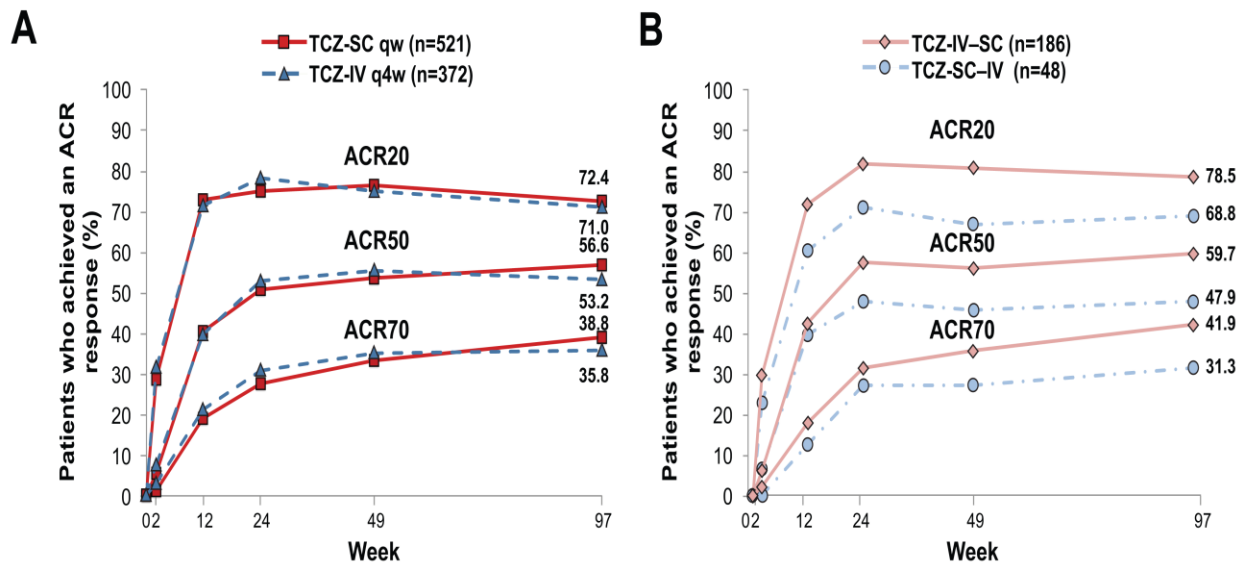 A
TCZ-SC qw (n=521)
TCZ-IV q4w (n=372)
Patients who achieved an ACR
response (%)
100
90
80
70
60
50
40
30
20
10
0
ACR20
ACR50
ACR70
72.4
71.0
56.6
53.2
38.8
35.8
02 12 24 49 97
Week
B
TCZ-IV–SC (n=186)
TCZ-SC–IV (n=48)
Patients who achieved an ACR
response (%)
100
90
80
70
60
50
40
30
20
10
0
ACR20
ACR50
ACR70
78.5
68.8
59.7
47.9
41.9
31.3
02 12 24 49 97
Week